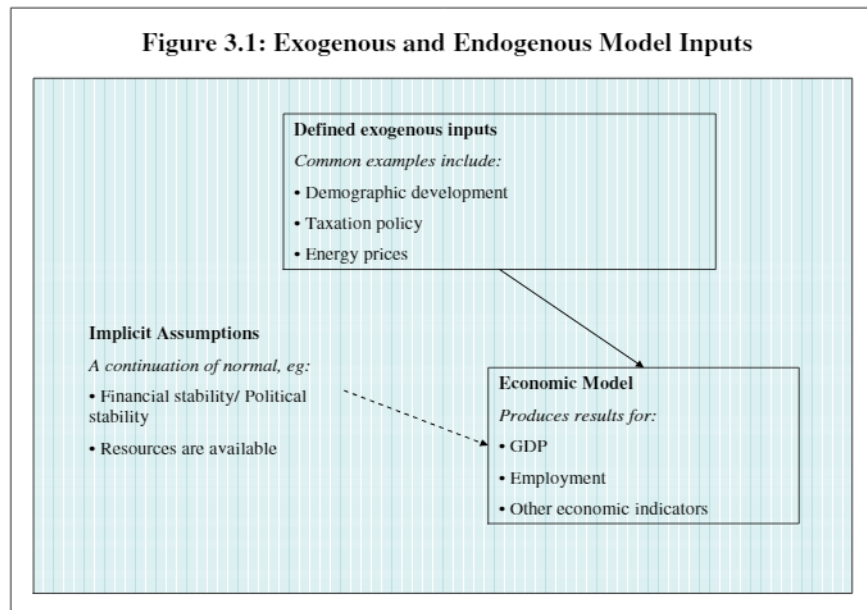 Figure 3.1: Exogenous and Endogenous Model Inputs
Defined exogenous inputs
Common examples include:
• Demographic development
• Taxation policy
• Energy prices
Implicit Assumptions
A continuation of normal, eg:
• Financial stability/ Political
stability
• Resources are available
Economic Model
Produces results for:
• GDP
• Employment
• Other economic indicators